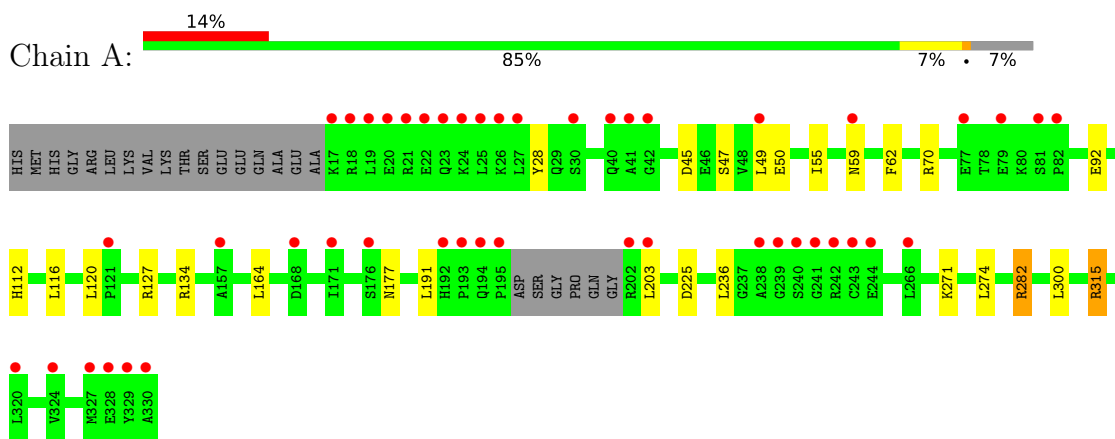 14%
Chain A:
85% 7% • 7%
HIS MET HIS GLY ARG LEU LYS VAL LYS THR SER GLU GLU GLN ALA GLU ALA K17 R18 L19 E20 R21 E22 Q23 K24 L25 K26 L27 Y28 Q29 S30 Q40 A41 G42 D45 E46 S47 V48 L49 E50 I55 N59 F62 R70 E77 T78 E79 K80 S81 P82 E92
H112 L116 L120 P121 R127 R134 A157 L164 D168 I171 S176 N177 L191 H192 P193 Q194 P195 ASP SER GLY PRO GLN GLY R202 L203 D225 L236 G237 A238 G239 S240 G241 R242 C243 E244 L266 K271 L274 R282 L300 R315
L320 V324 M327 E328 Y329 A330